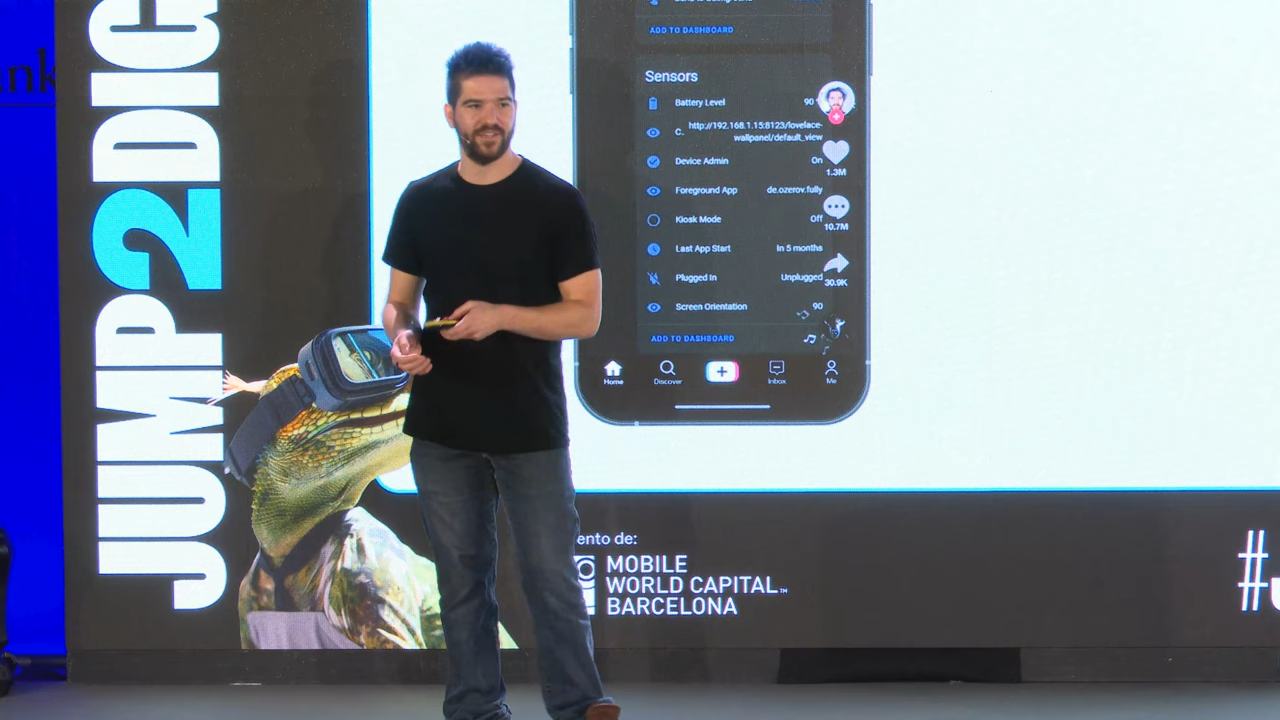 ank
JUMP2DIG
ADD TO DASHBOARD
Sensors
Battery Level 90
C. http://192.168.1.15:8123/lovelace-
wallpanel/default_view
Device Admin On
Foreground App de.ozerov.fully
Kiosk Mode Off
Last App Start In 5 months
Plugged In Unplugged
Screen Orientation 90
ADD TO DASHBOARD
1.3M
10.7M
30.9K
Home
Discover
Inbox
Me
ento de:
MOBILE
WORLD CAPITAL™
BARCELONA
#u